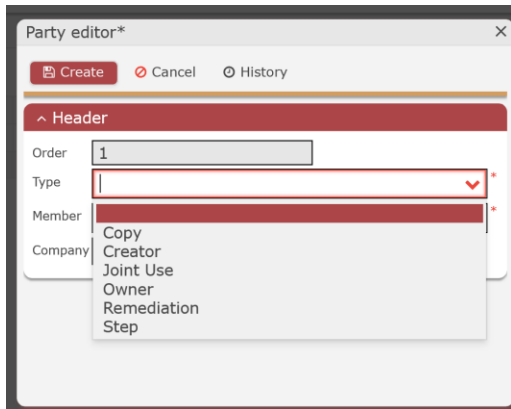 Party editor*
Create Cancel History
Header
Order 1
Type *
Member *
Company
Copy
Creator
Joint Use
Owner
Remediation
Step